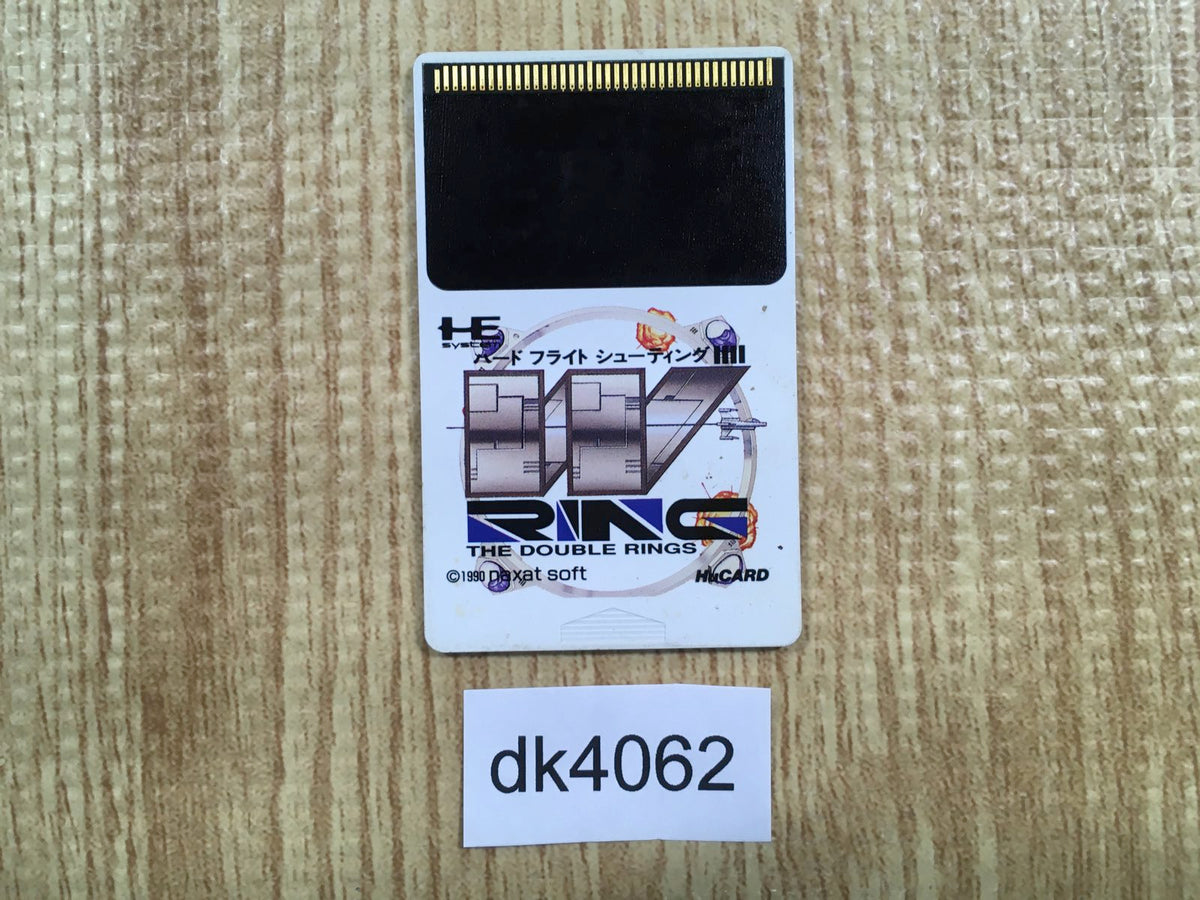 HE
SYSTEM
ハード フライト シューティング !!!!
W
RING
THE DOUBLE RINGS
©1990 naxat soft
HuCARD
dk4062